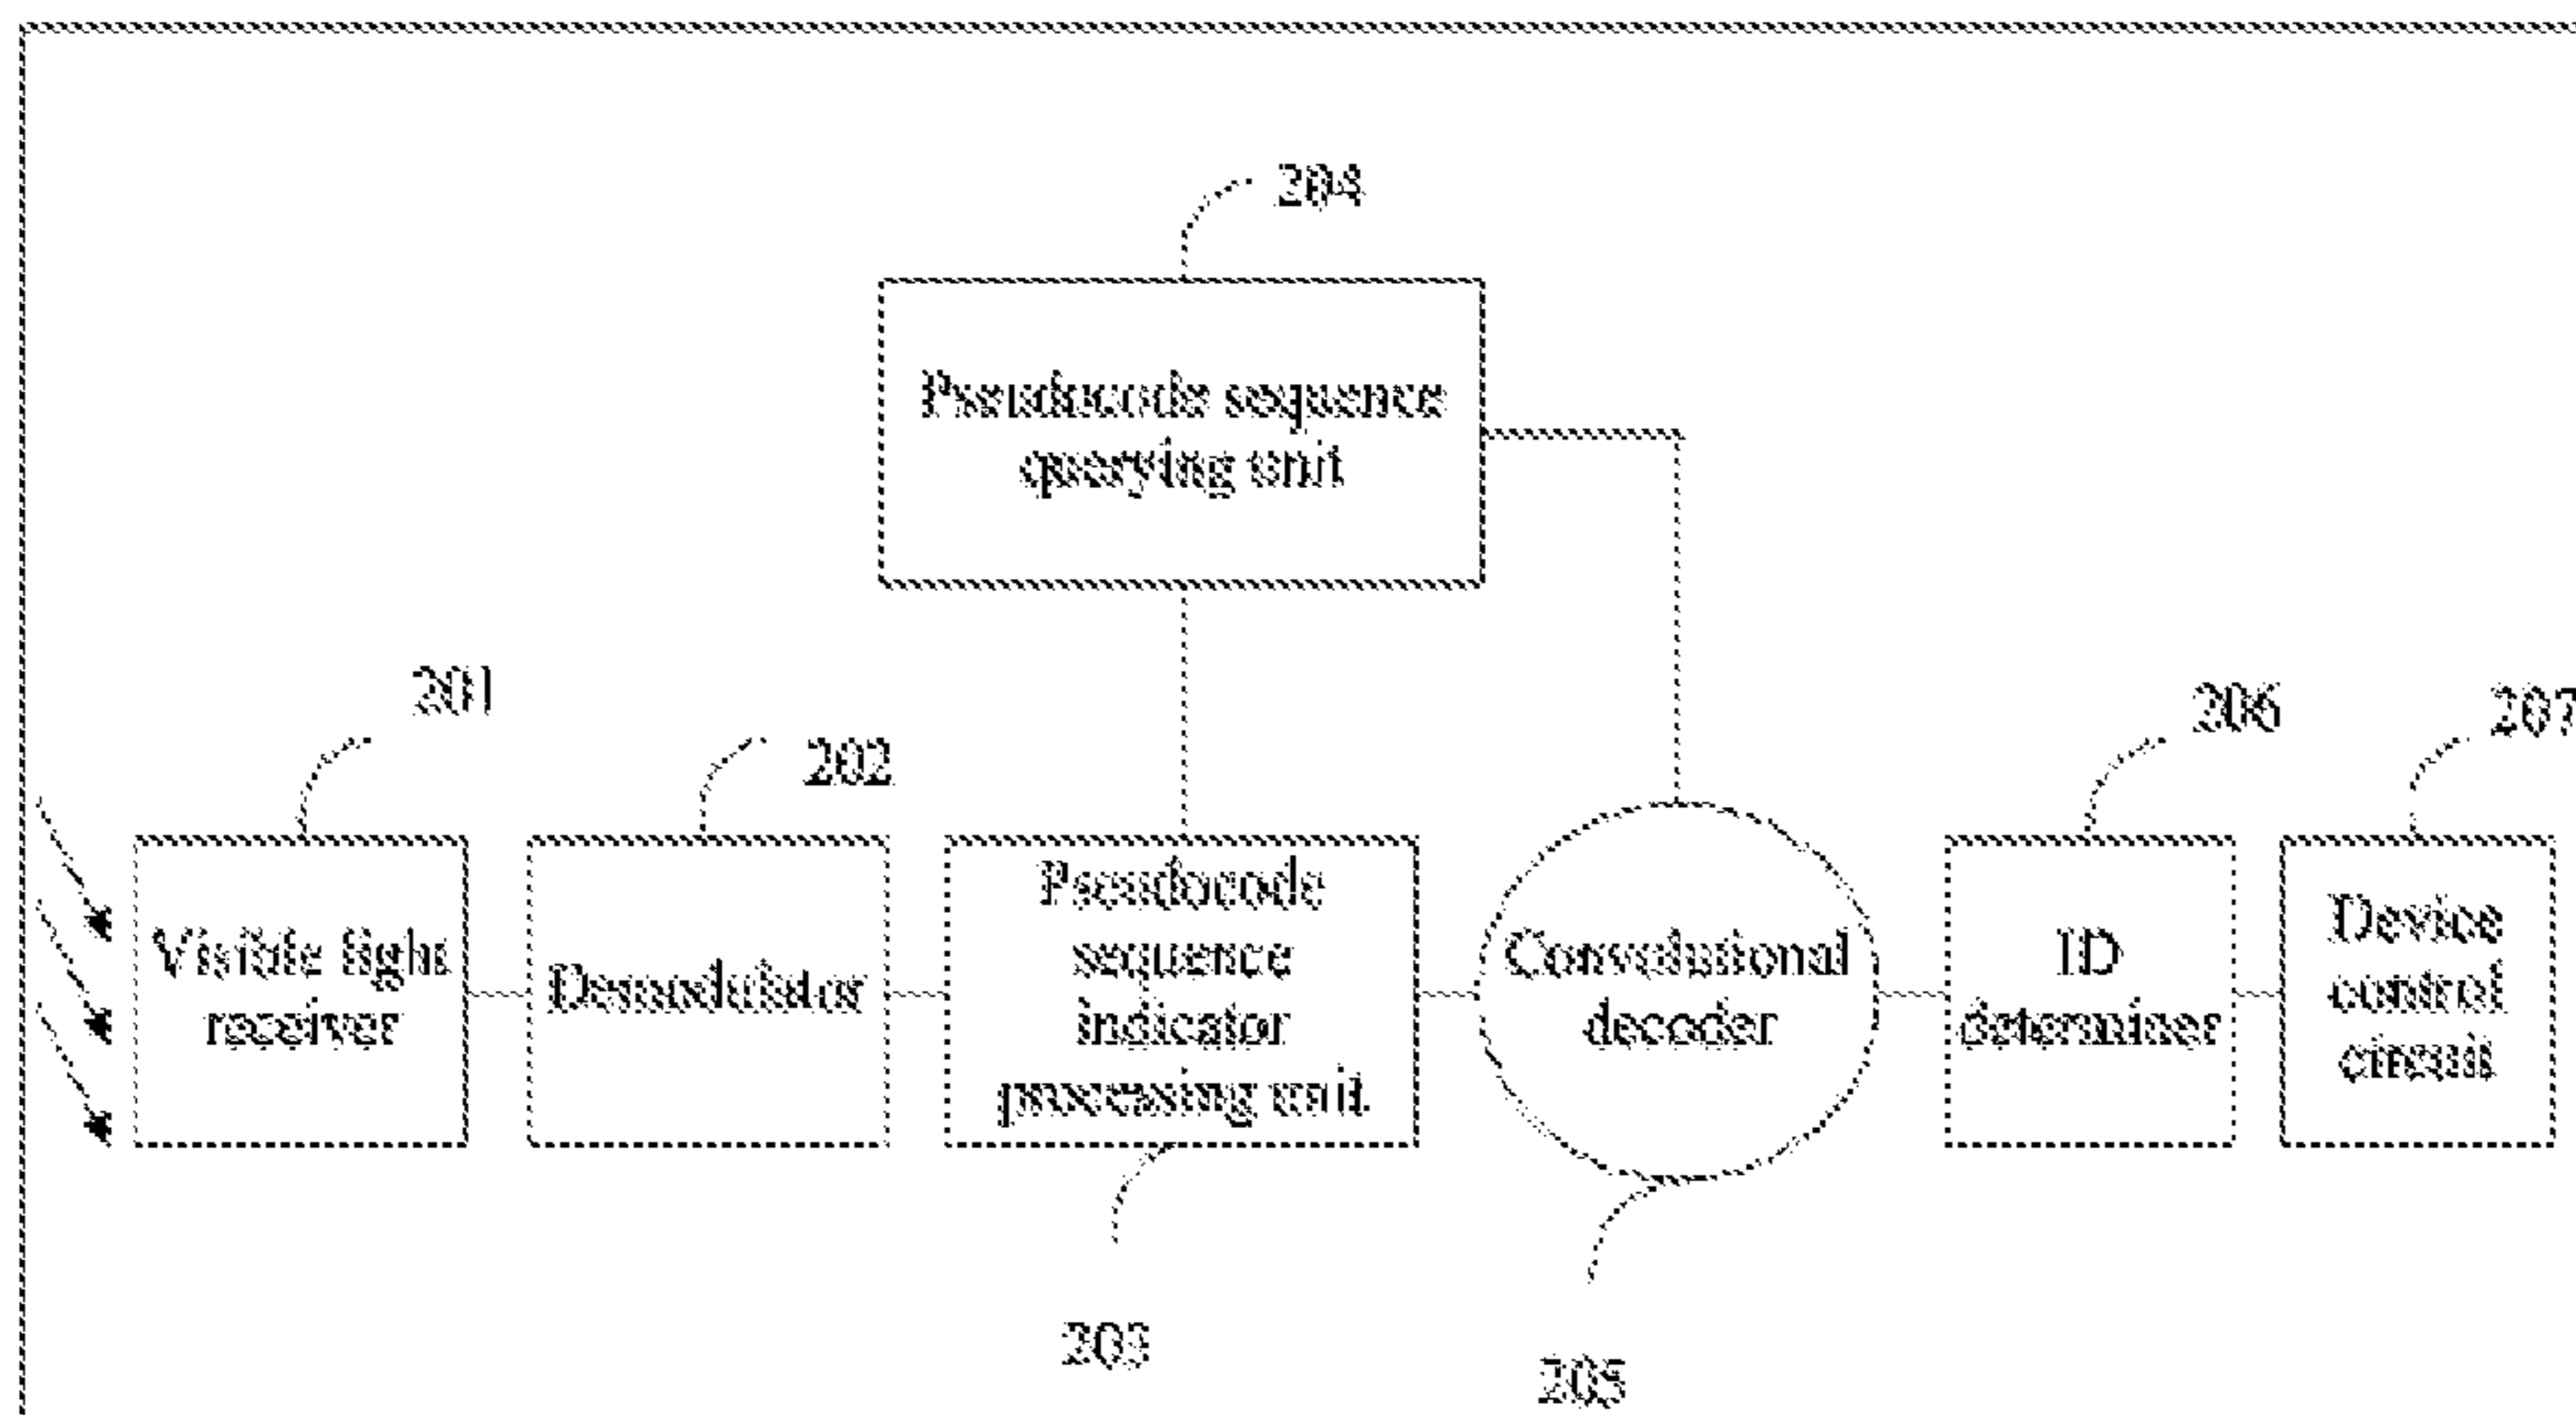 204
Pseudocode sequence
querying unit
201
202
206
207
Visible light
receiver
Demodulator
Pseudocode
sequence
indicator
processing unit
Convolutional
decoder
ID
determiner
Device
control
circuit
203
205